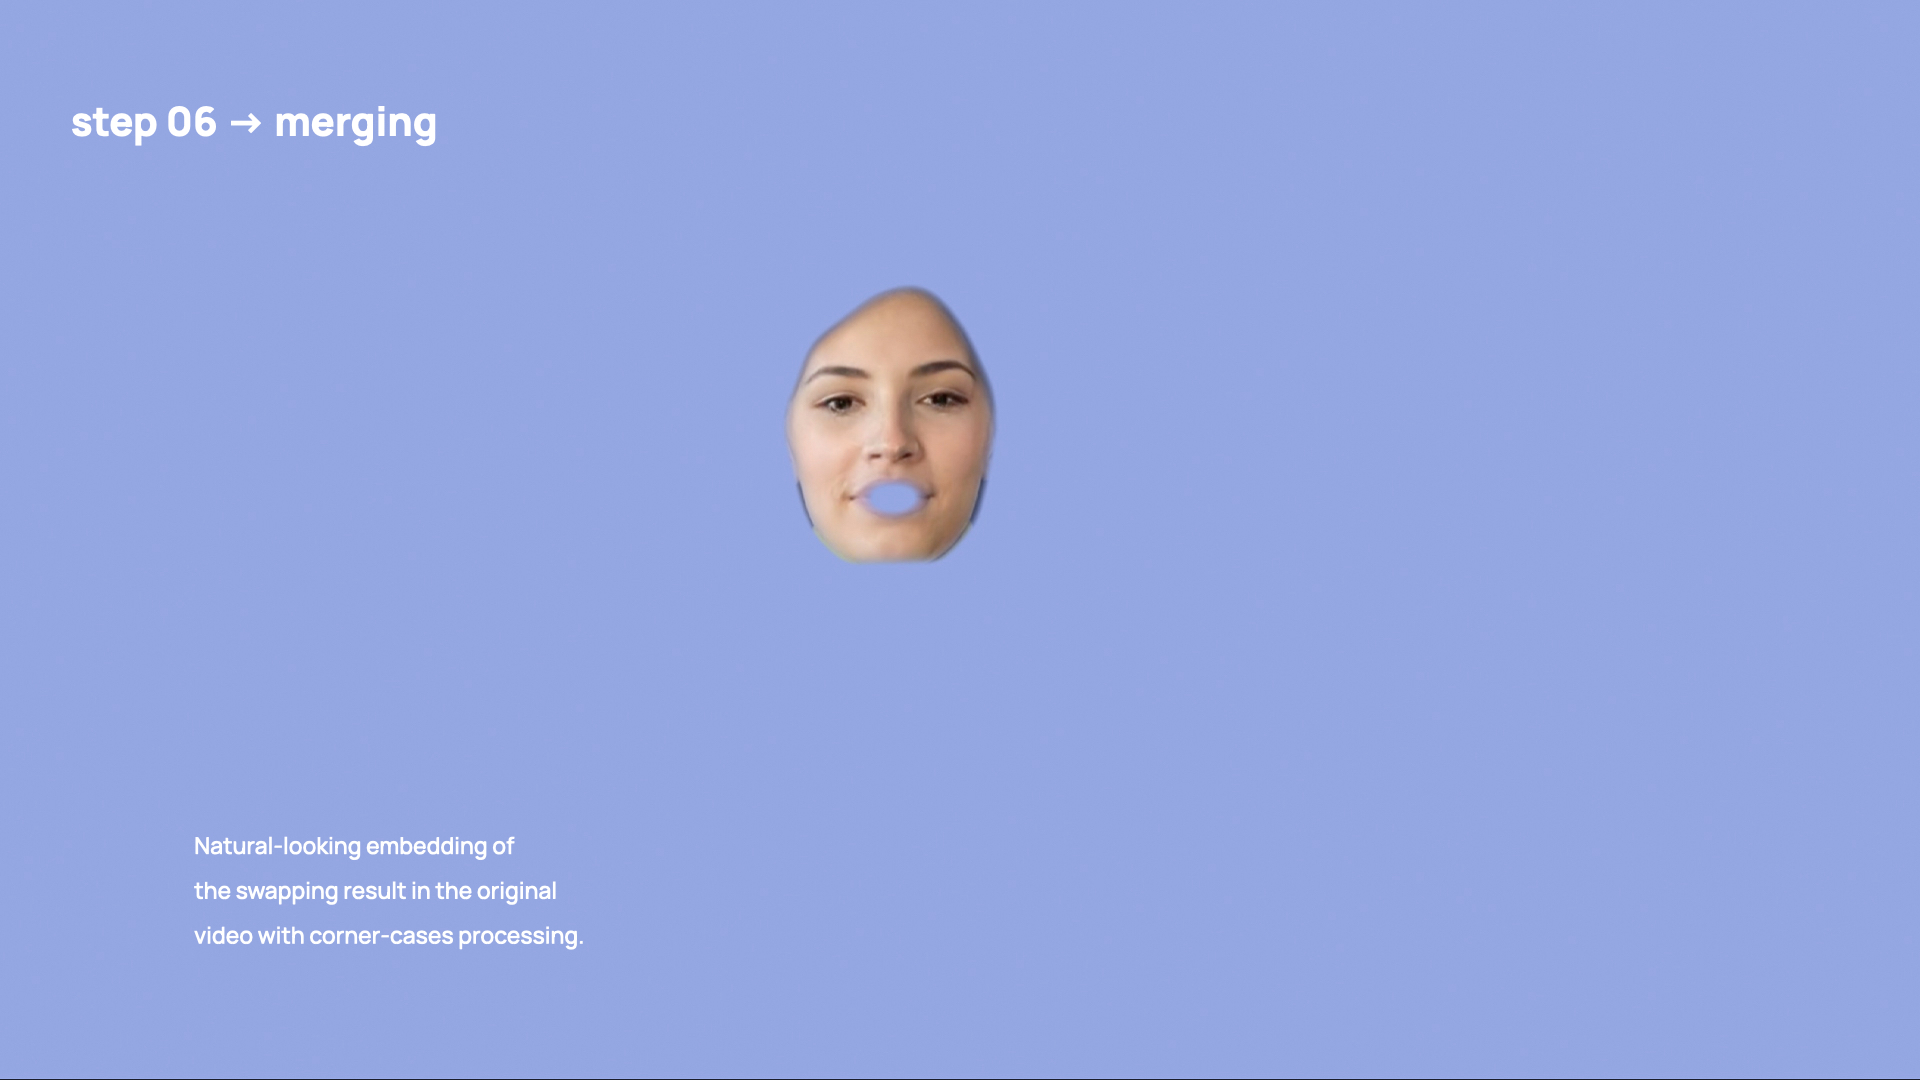 step 06 → merging
Natural-looking embedding of
the swapping result in the original
video with corner-cases processing.